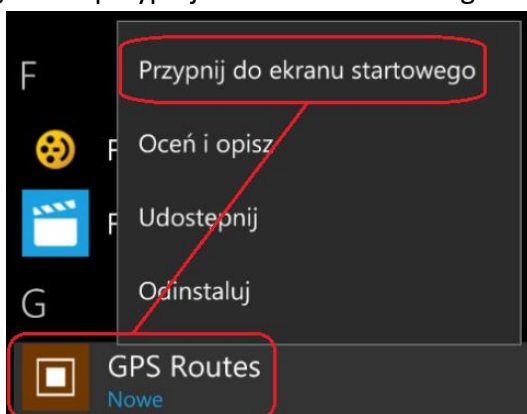 F
Przypnij do ekranu startowego
F Oceń i opisz
F Udostępnij
G
Odinstaluj
GPS Routes
Nowe